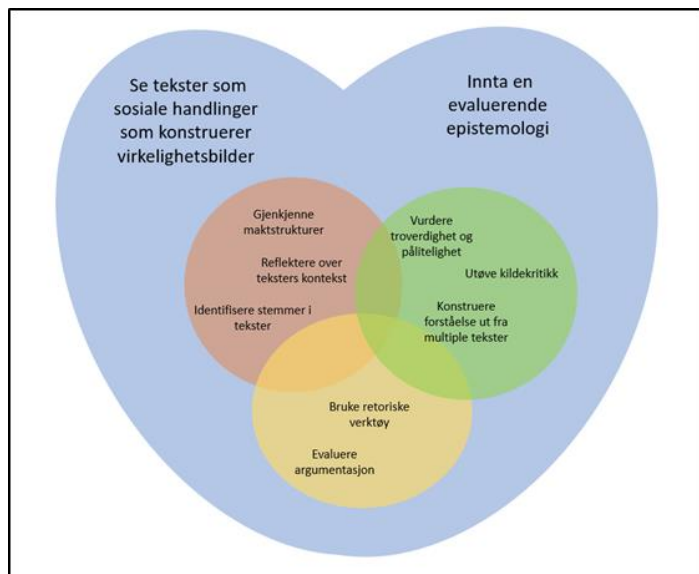 Se tekster som
sosiale handlinger
som konstruerer
virkelighetsbilder
Innta en
evaluerende
epistemologi
Gjenkjenne
maktstrukturer
Reflektere over
teksters kontekst
Identifisere stemmer i
tekster
Vurdere
troverdighet og
pålitelighet
Utøve kildekritikk
Konstruere
forståelse ut fra
multiple tekster
Bruke retoriske
verktøy
Evaluere
argumentasjon